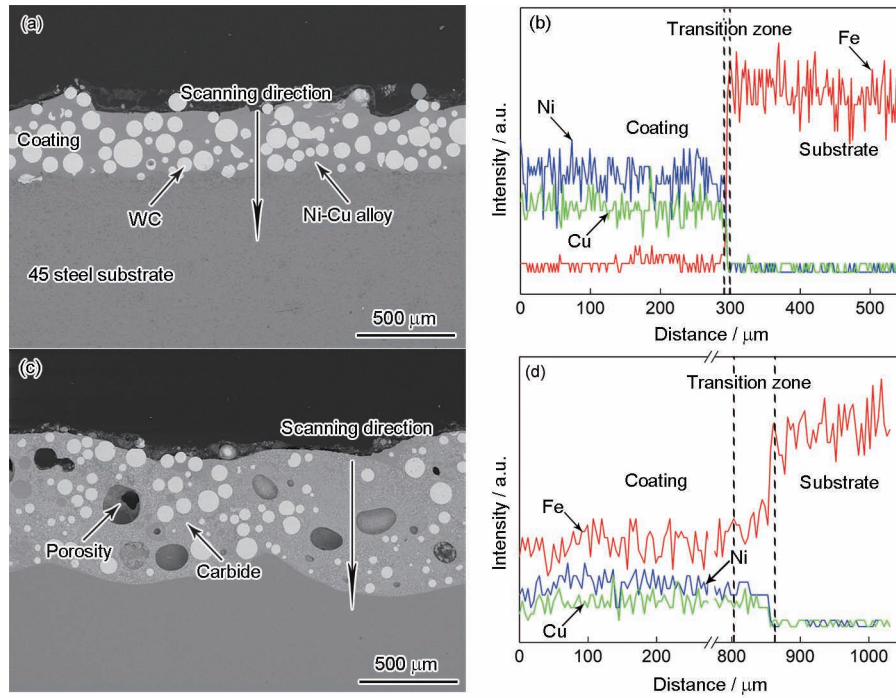 (a)
Scanning direction
Coating
WC
Ni-Cu alloy
45 steel substrate
500 μm
(b)
Transition zone
Fe
Ni
Coating
Substrate
Cu
Intensity / a.u.
0 100 200 300 400 500
Distance / μm
(c)
Scanning direction
Porosity
Carbide
500 μm
(d)
Transition zone
Coating
Substrate
Fe
Ni
Cu
Intensity / a.u.
0 100 200 800 900 1000
Distance / μm